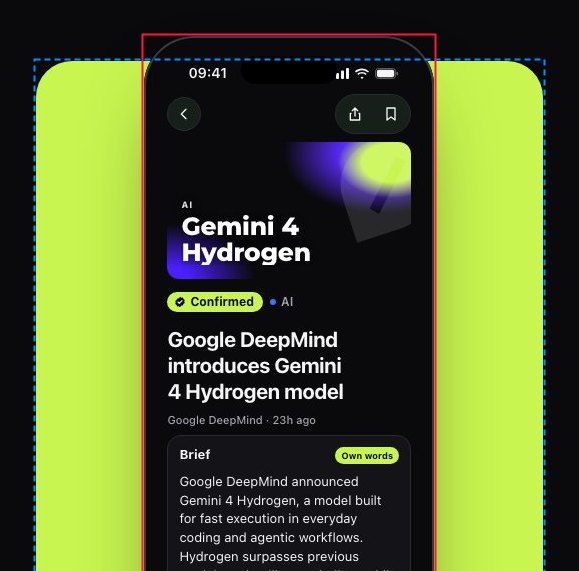 09:41
AI
Gemini 4
Hydrogen
Confirmed AI
Google DeepMind
introduces Gemini
4 Hydrogen model
Google DeepMind · 23h ago
Brief Own words
Google DeepMind announced
Gemini 4 Hydrogen, a model built
for fast execution in everyday
coding and agentic workflows.
Hydrogen surpasses previous